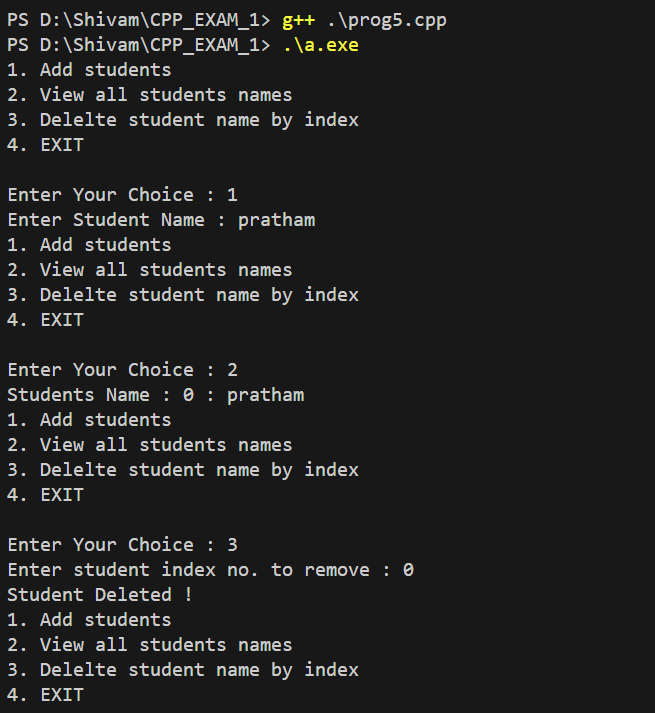 PS D:\Shivam\CPP_EXAM_1> g++ .\prog5.cpp
PS D:\Shivam\CPP_EXAM_1> .\a.exe
1. Add students
2. View all students names
3. Delelte student name by index
4. EXIT

Enter Your Choice : 1
Enter Student Name : pratham
1. Add students
2. View all students names
3. Delelte student name by index
4. EXIT

Enter Your Choice : 2
Students Name : 0 : pratham
1. Add students
2. View all students names
3. Delelte student name by index
4. EXIT

Enter Your Choice : 3
Enter student index no. to remove : 0
Student Deleted !
1. Add students
2. View all students names
3. Delelte student name by index
4. EXIT